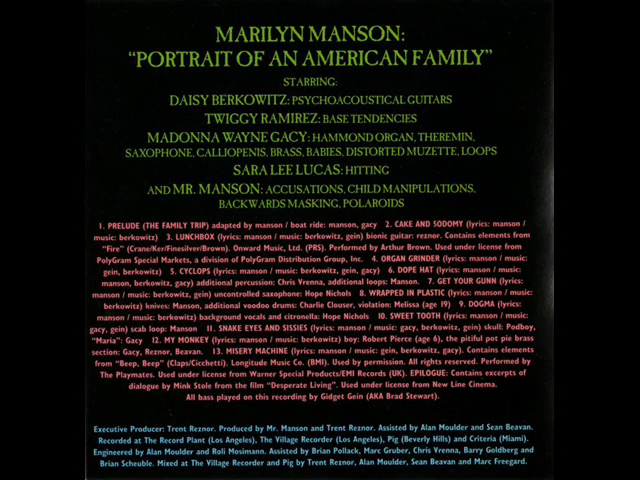 MARILYN MANSON:
"PORTRAIT OF AN AMERICAN FAMILY"
STARRING:
DAISY BERKOWITZ: PSYCHOACOUSTICAL GUITARS
TWIGGY RAMIREZ: BASE TENDENCIES
MADONNA WAYNE GACY: HAMMOND ORGAN, THEREMIN,
SAXOPHONE, CALLIOPENIS, BRASS, BABIES, DISTORTED MUZETTE, LOOPS
SARA LEE LUCAS: HITTING
AND MR. MANSON: ACCUSATIONS, CHILD MANIPULATIONS,
BACKWARDS MASKING, POLAROIDS
1. PRELUDE (THE FAMILY TRIP) adapted by manson / boat ride: manson, gacy 2. CAKE AND SODOMY (lyrics: manson /
music: berkowitz) 3. LUNCHBOX (lyrics: manson / music: berkowitz, gein) bionic guitar: reznor. Contains elements from
"Fire" (Crane/Ker/Finesilver/Brown). Onward Music, Ltd. (PRS). Performed by Arthur Brown. Used under license from
PolyGram Special Markets, a division of PolyGram Distribution Group, Inc. 4. ORGAN GRINDER (lyrics: manson / music:
gein, berkowitz) 5. CYCLOPS (lyrics: manson / music: berkowitz, gein, gacy) 6. DOPE HAT (lyrics: manson / music:
manson, berkowitz, gacy) additional percussion: Chris Vrenna, additional loops: Manson. 7. GET YOUR GUNN (lyrics:
manson / music: berkowitz, gein) uncontrolled saxophone: Hope Nichols 8. WRAPPED IN PLASTIC (lyrics: manson / music:
berkowitz) knives: Manson, additional voodoo drums: Charlie Clouser, violation: Melissa (age 19) 9. DOGMA (lyrics:
manson / music: berkowitz) background vocals and citronella: Hope Nichols 10. SWEET TOOTH (lyrics: manson / music:
gacy, gein) scab loop: Manson 11. SNAKE EYES AND SISSIES (lyrics: manson / music: gacy, berkowitz, gein) skull: Podboy,
"Maria": Gacy 12. MY MONKEY (lyrics: manson / music: berkowitz) boy: Robert Pierce (age 6), the pitiful pot pie brass
section: Gacy, Reznor, Beavan. 13. MISERY MACHINE (lyrics: manson / music: gein, berkowitz, gacy). Contains elements
from "Beep, Beep" (Claps/Cicchetti). Longitude Music Co. (BMI). Used by permission. All rights reserved. Performed by
The Playmates. Used under license from Warner Special Products/EMI Records (UK). EPILOGUE: Contains excerpts of
dialogue by Mink Stole from the film "Desperate Living". Used under license from New Line Cinema.
All bass played on this recording by Gidget Gein (AKA Brad Stewart).
Executive Producer: Trent Reznor. Produced by Mr. Manson and Trent Reznor. Assisted by Alan Moulder and Sean Beavan.
Recorded at The Record Plant (Los Angeles), The Village Recorder (Los Angeles), Pig (Beverly Hills) and Criteria (Miami).
Engineered by Alan Moulder and Roli Mosimann. Assisted by Brian Pollack, Marc Gruber, Chris Vrenna, Barry Goldberg and
Brian Scheuble. Mixed at The Village Recorder and Pig by Trent Reznor, Alan Moulder, Sean Beavan and Marc Freegard.